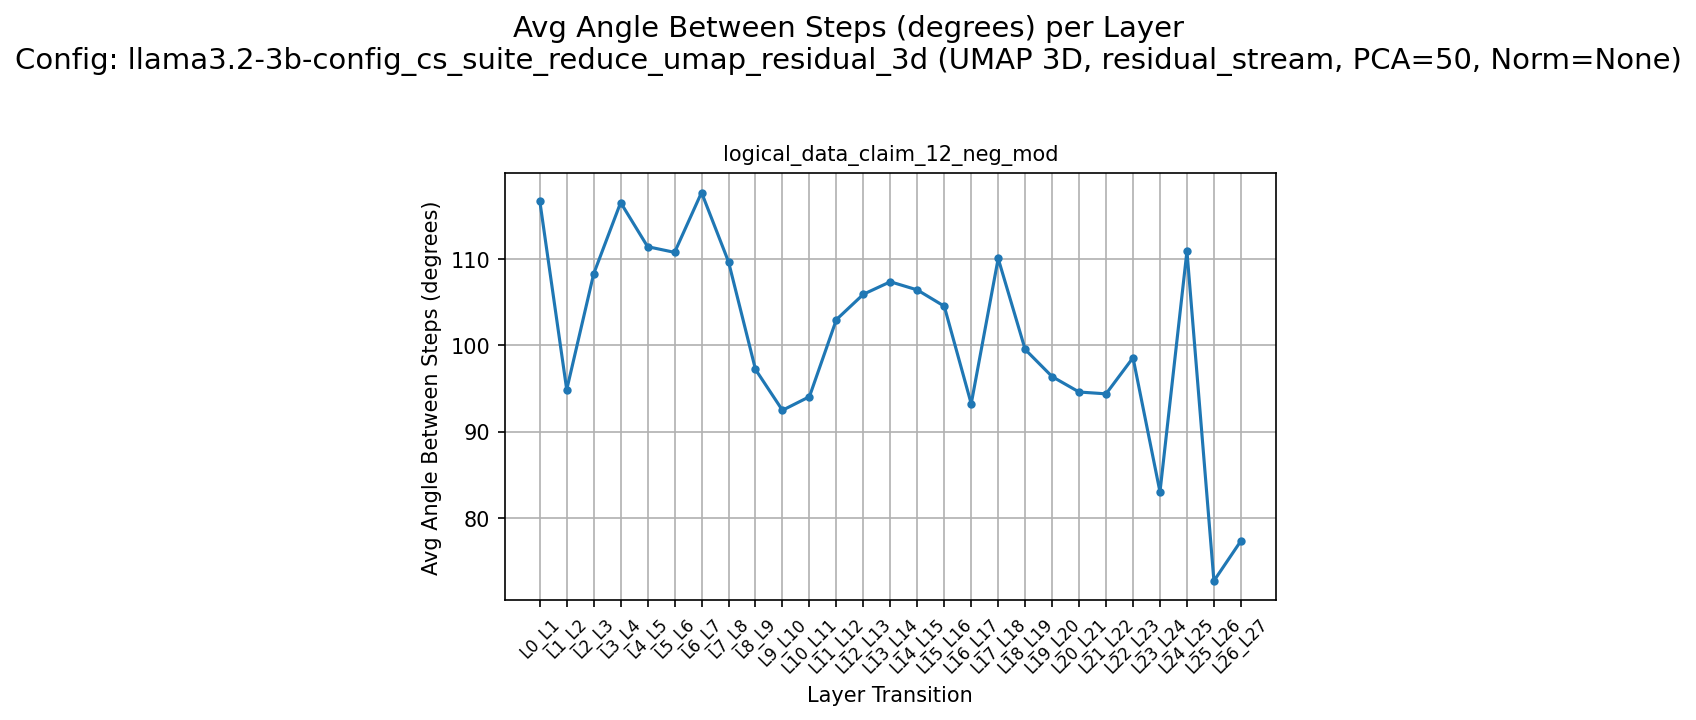 Avg Angle Between Steps (degrees) per Layer
Config: llama3.2-3b-config_cs_suite_reduce_umap_residual_3d (UMAP 3D, residual_stream, PCA=50, Norm=None)
logical_data_claim_12_neg_mod
Avg Angle Between Steps (degrees)
110
100
90
80
L0_L1
L1_L2
L2_L3
L3_L4
L4_L5
L5_L6
L6_L7
L7_L8
L8_L9
L9_L10
L10_L11
L11_L12
L12_L13
L13_L14
L14_L15
L15_L16
L16_L17
L17_L18
L18_L19
L19_L20
L20_L21
L21_L22
L22_L23
L23_L24
L24_L25
L25_L26
L26_L27
Layer Transition